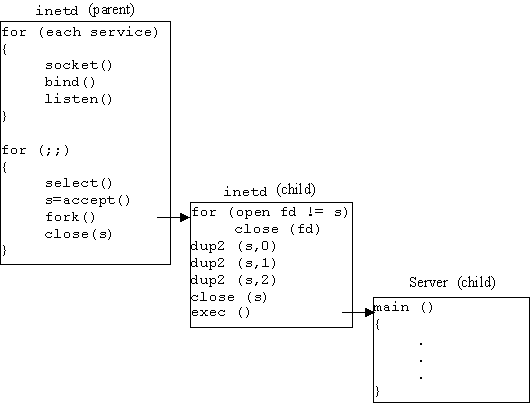 inetd (parent)
for (each service)
{
socket()
bind()
listen()
}
for (;;)
{
select()
s=accept()
fork()
close(s)
}
inetd (child)
for (open fd != s)
close (fd)
dup2 (s,0)
dup2 (s,1)
dup2 (s,2)
close (s)
exec ()
Server (child)
main ()
{
.
.
.
}